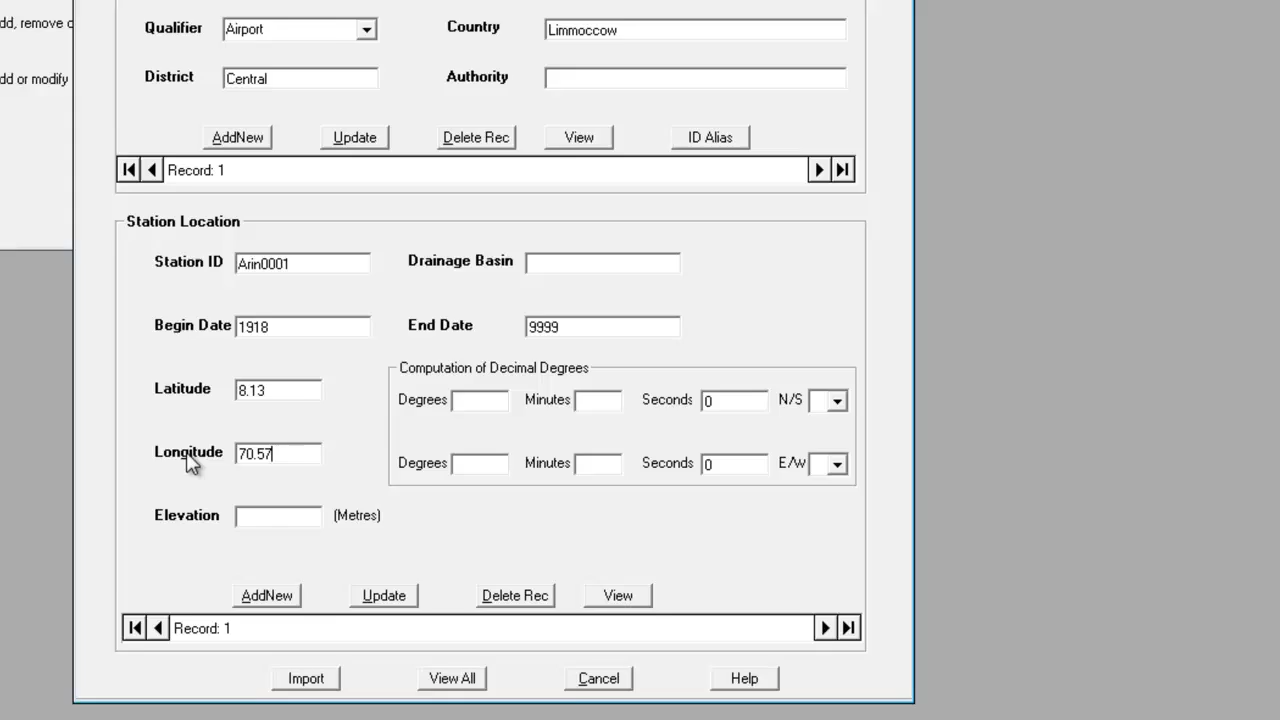 dd, remove
Qualifier Airport Country Limmoccow
dd or modify
District Central Authority
AddNew Update Delete Rec View ID Alias
Record: 1
Station Location
Station ID Arin0001 Drainage Basin
Begin Date 1918 End Date 9999
Computation of Decimal Degrees
Latitude 8.13
Degrees Minutes Seconds 0 N/S
Longitude 70.57
Degrees Minutes Seconds 0 E/W
Elevation (Metres)
AddNew Update Delete Rec View
Record: 1
Import View All Cancel Help